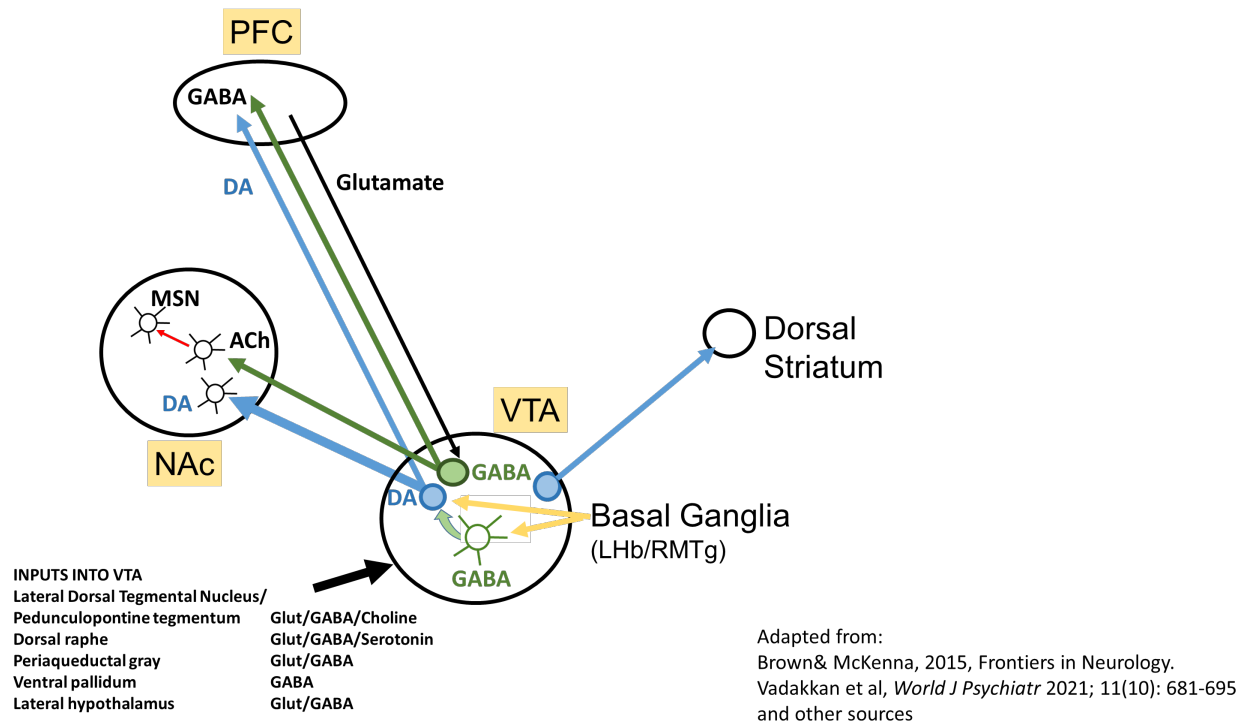 PFC
GABA
DA
Glutamate
MSN
ACh
DA
NAc
Dorsal
Striatum
VTA
GABA
DA
GABA
Basal Ganglia
(LHb/RMTg)
INPUTS INTO VTA
Lateral Dorsal Tegmental Nucleus/
Pedunculopontine tegmentum Glut/GABA/Choline
Dorsal raphe Glut/GABA/Serotonin
Periaqueductal gray Glut/GABA
Ventral pallidum GABA
Lateral hypothalamus Glut/GABA
Adapted from:
Brown& McKenna, 2015, Frontiers in Neurology.
Vadakkan et al, World J Psychiatr 2021; 11(10): 681-695
and other sources